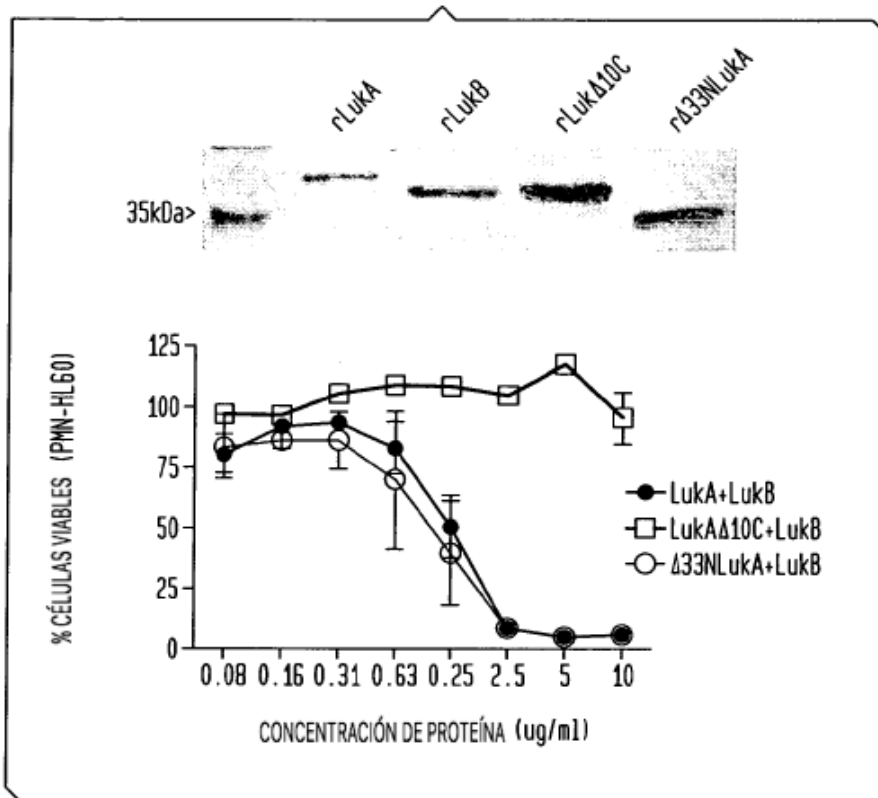 rLukA
rLukB
rLukΔ10C
rΔ33NLukA
35kDa>
% CÉLULAS VIABLES (PMN-HL60)
125
100
75
50
25
0
0.08 0.16 0.31 0.63 0.25 2.5 5 10
CONCENTRACIÓN DE PROTEÍNA (ug/ml)
LukA+LukB
LukAΔ10C+LukB
Δ33NLukA+LukB